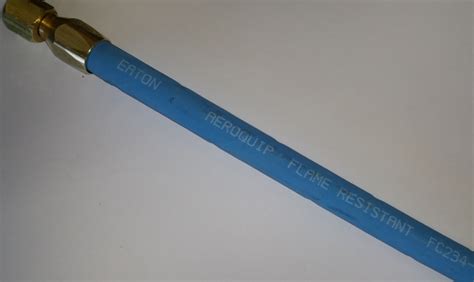 EATON AEROQUIP FLAME RESISTANT FC234-